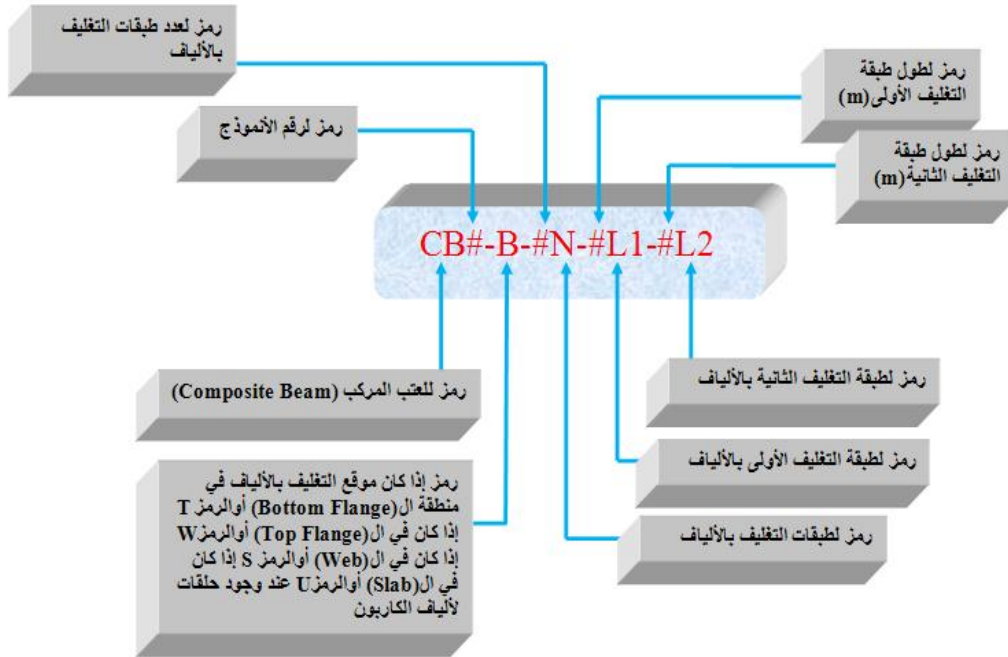 رمز لعدد طبقات التغليف
بالألياف
رمز لطول طبقة
التغليف الأولى(m)
رمز لرقم الأنموذج
رمز لطول طبقة
التغليف الثانية(m)
CB#-B-#N-#L1-#L2
رمز للعتب المركب (Composite Beam)
رمز لطبقة التغليف الثانية بالألياف
رمز لطبقة التغليف الأولى بالألياف
رمز لطبقات التغليف بالألياف
رمز إذا كان موقع التغليف بالألياف في
منطقة ال(Bottom Flange) أوالرمز T
إذا كان في ال(Top Flange) أوالرمزW
إذا كان في ال(Web) أوالرمز S إذا كان
في ال(Slab) أوالرمزU عند وجود حلقات
لألياف الكاربون